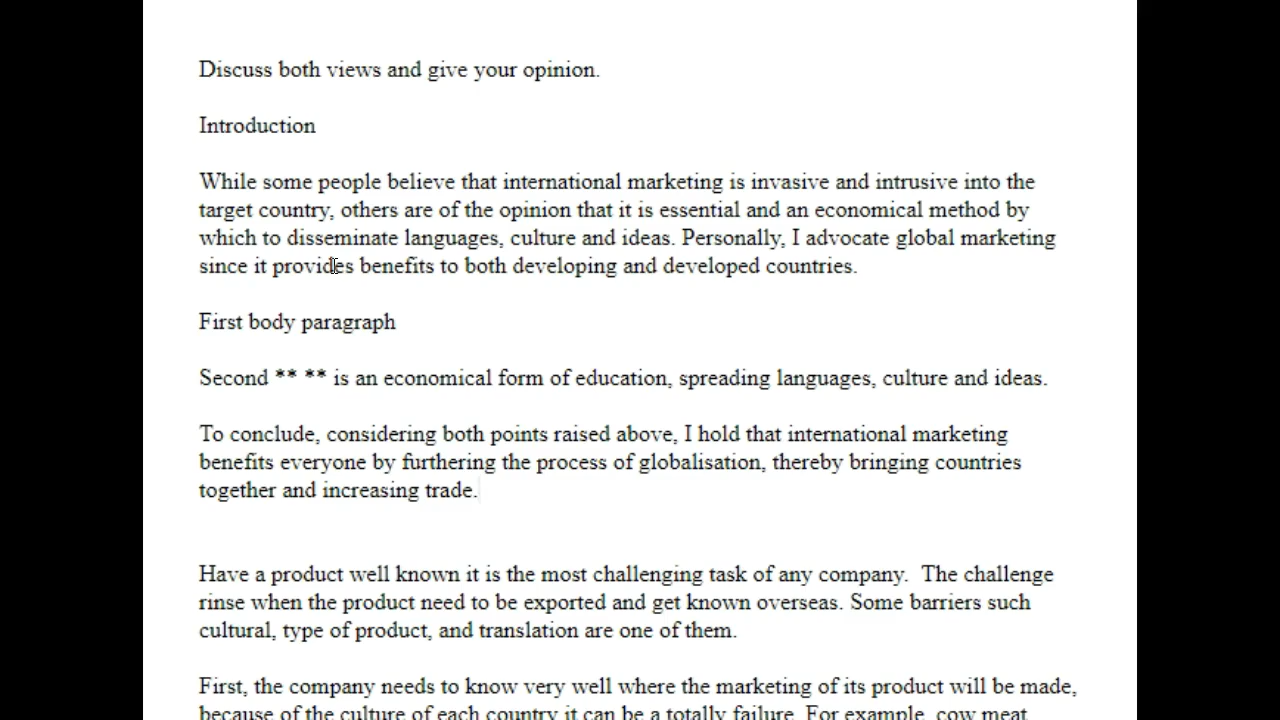 Discuss both views and give your opinion.
Introduction
While some people believe that international marketing is invasive and intrusive into the
target country, others are of the opinion that it is essential and an economical method by
which to disseminate languages, culture and ideas. Personally, I advocate global marketing
since it provides benefits to both developing and developed countries.
First body paragraph
Second ** ** is an economical form of education, spreading languages, culture and ideas.
To conclude, considering both points raised above, I hold that international marketing
benefits everyone by furthering the process of globalisation, thereby bringing countries
together and increasing trade.
Have a product well known it is the most challenging task of any company.  The challenge
rinse when the product need to be exported and get known overseas. Some barriers such
cultural, type of product, and translation are one of them.
First, the company needs to know very well where the marketing of its product will be made,
because of the culture of each country it can be a totally failure. For example, cow meat